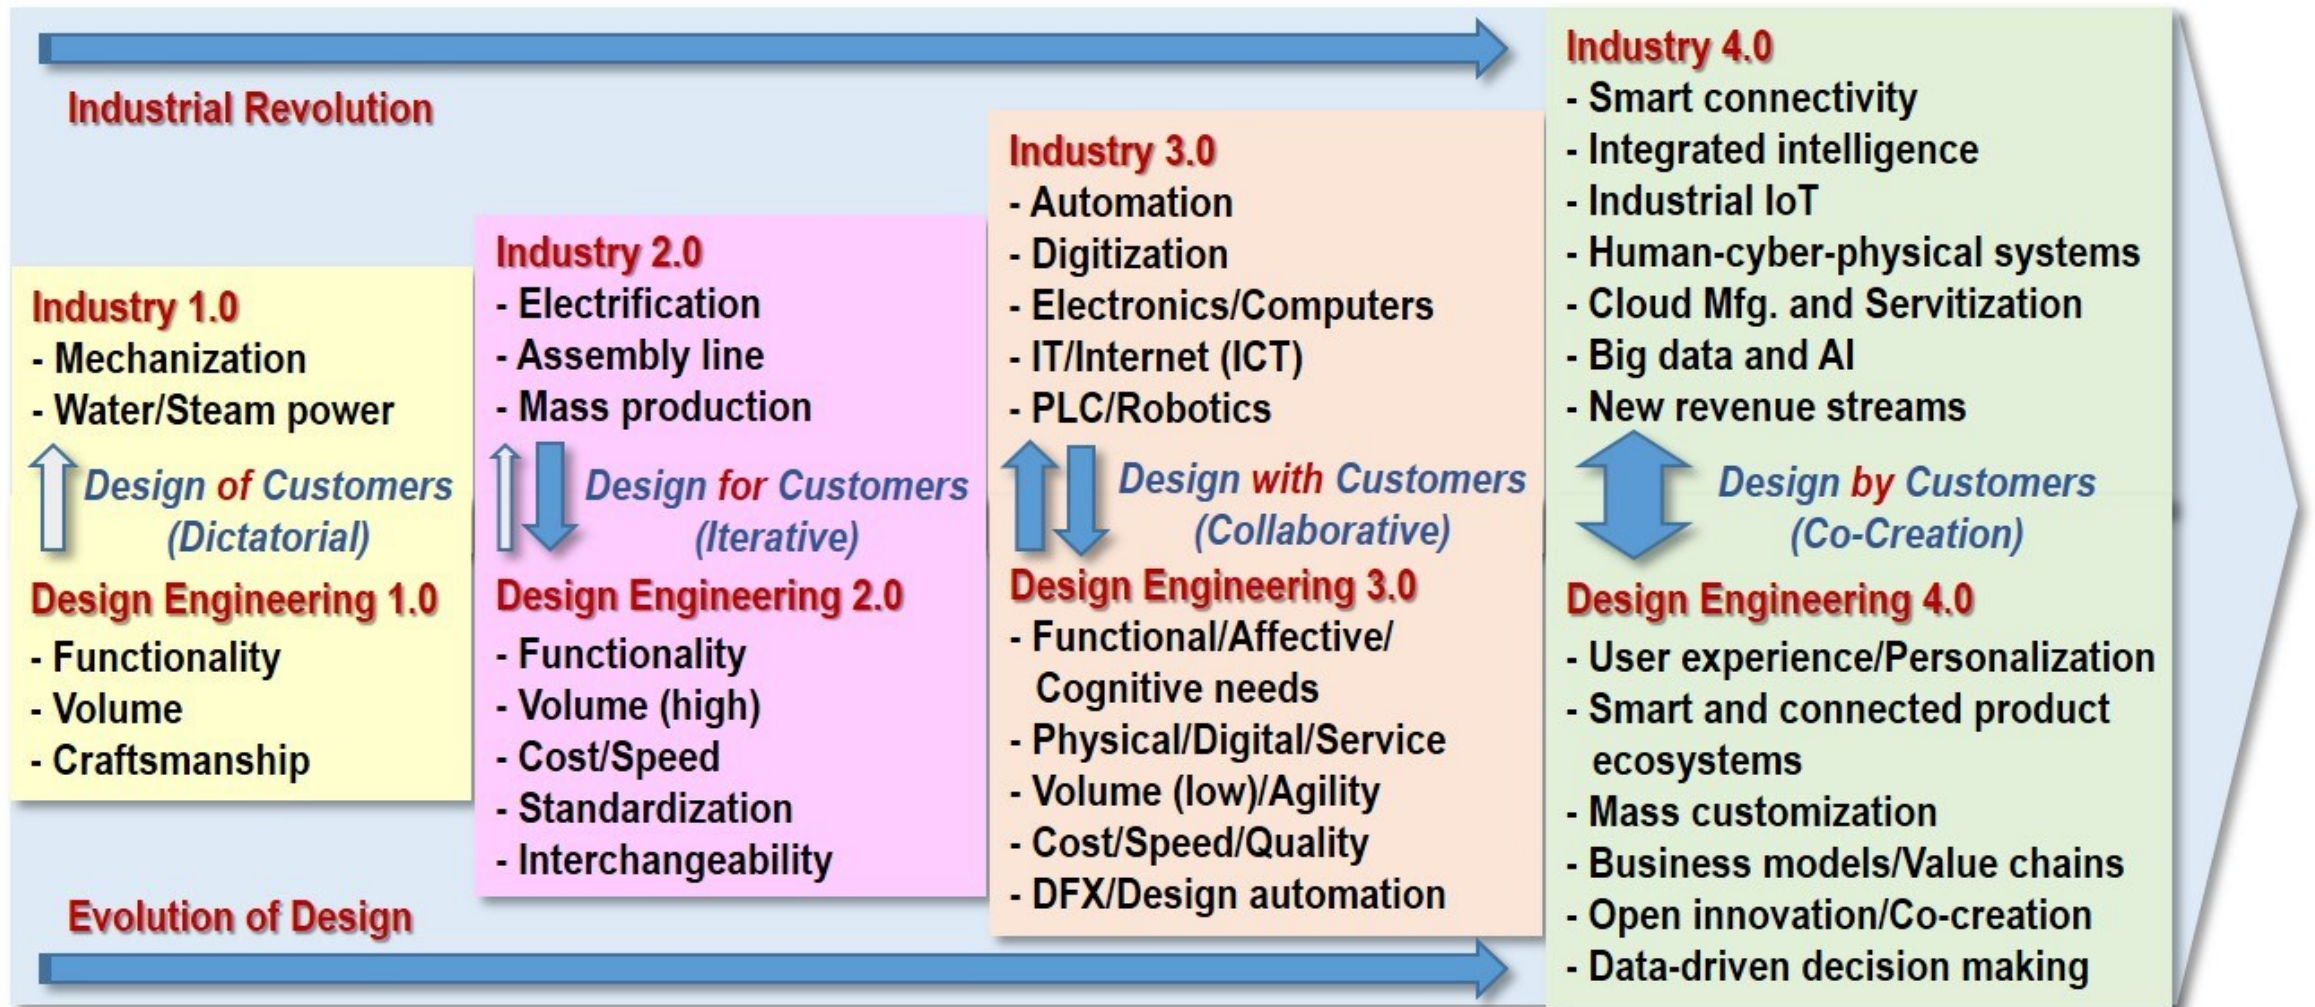 Industrial Revolution
Industry 1.0
- Mechanization
- Water/Steam power
Design of Customers
(Dictatorial)
Design Engineering 1.0
- Functionality
- Volume
- Craftsmanship
Industry 2.0
- Electrification
- Assembly line
- Mass production
Design for Customers
(Iterative)
Design Engineering 2.0
- Functionality
- Volume (high)
- Cost/Speed
- Standardization
- Interchangeability
Industry 3.0
- Automation
- Digitization
- Electronics/Computers
- IT/Internet (ICT)
- PLC/Robotics
Design with Customers
(Collaborative)
Design Engineering 3.0
- Functional/Affective/
Cognitive needs
- Physical/Digital/Service
- Volume (low)/Agility
- Cost/Speed/Quality
- DFX/Design automation
Industry 4.0
- Smart connectivity
- Integrated intelligence
- Industrial IoT
- Human-cyber-physical systems
- Cloud Mfg. and Servitization
- Big data and AI
- New revenue streams
Design by Customers
(Co-Creation)
Design Engineering 4.0
- User experience/Personalization
- Smart and connected product
ecosystems
- Mass customization
- Business models/Value chains
- Open innovation/Co-creation
- Data-driven decision making
Evolution of Design